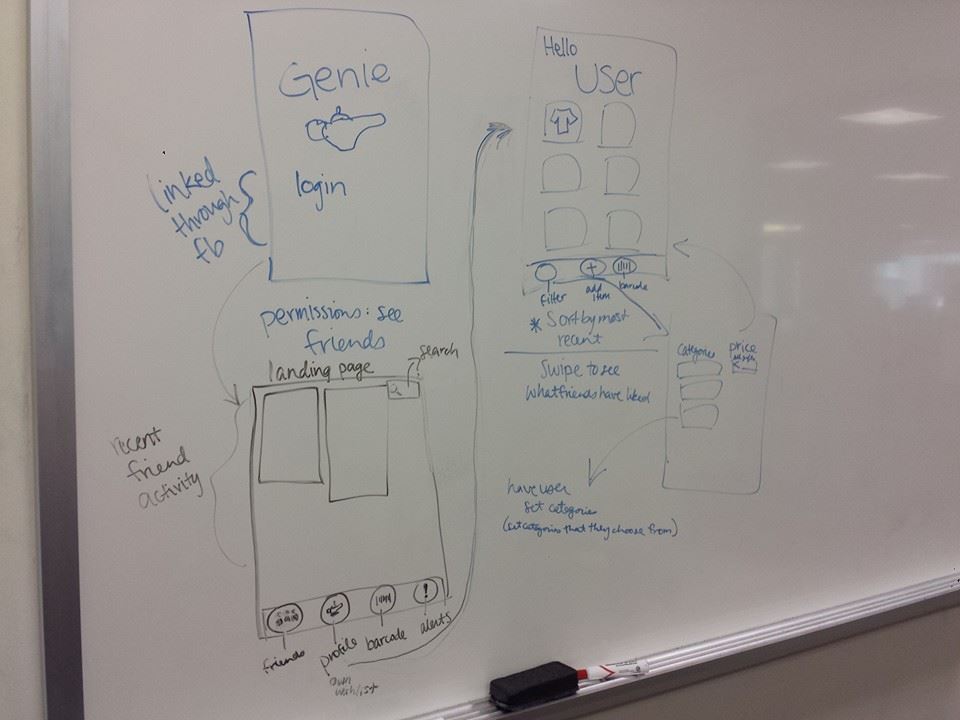 Genie
login
linked
through
fb
permissions: see
friends
landing page
search
recent
friend
activity
friends
profile
own
wishlist
barcode
alerts
Hello
USER
filter
add
item
barcode
* Sort by most
recent
Swipe to see
what friends have liked
Categories
price
have user
set categories
(set categories that they choose from)